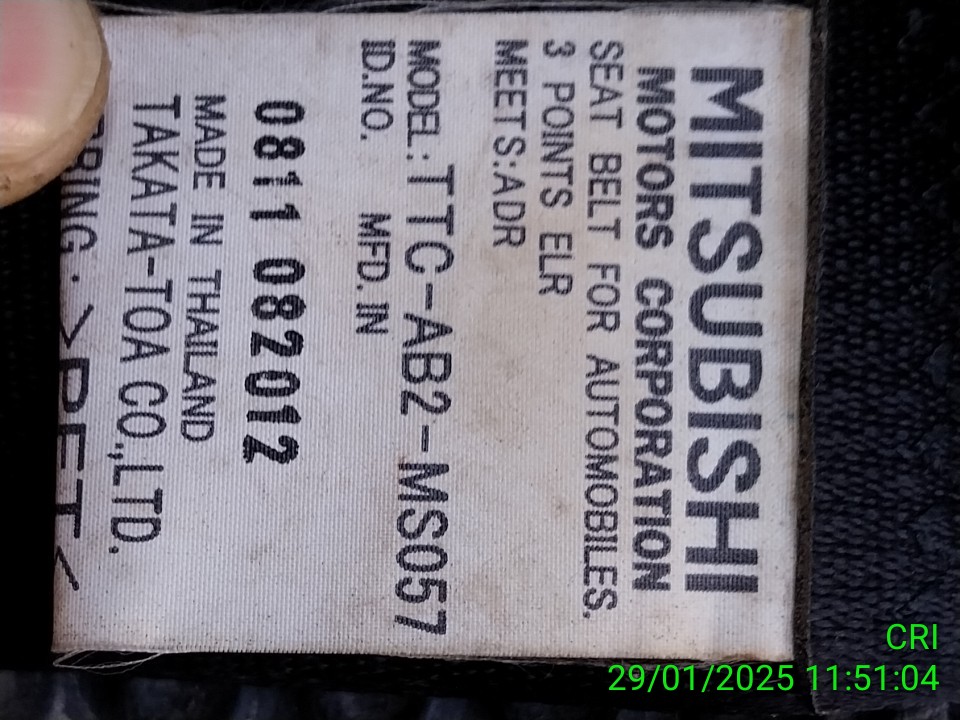 MITSUBISHI
MOTORS CORPORATION
SEAT BELT FOR AUTOMOBILES.
3 POINTS ELR
MEETS:ADR
MODEL:TTC-AB2-MS057
ID.NO. MFD.IN
0811 082012
MADE IN THAILAND
TAKATA-TOA CO.,LTD.
>PET<
CRI
29/01/2025 11:51:04